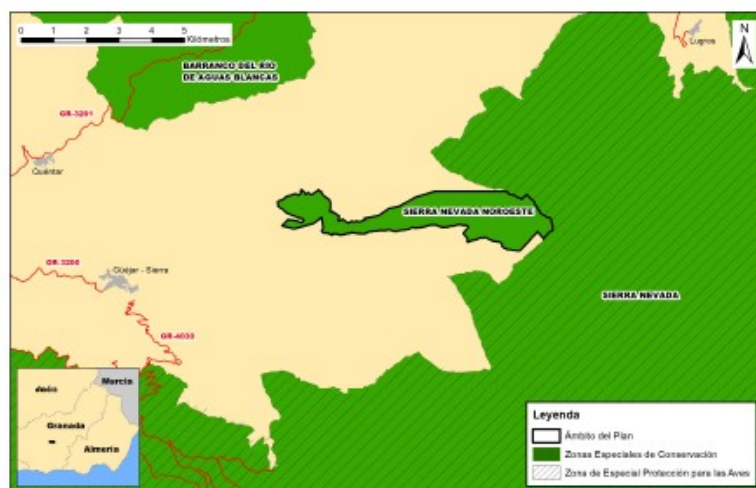 0 1 2 3 4 5
Kilómetros
N
Lugros
BARRANCO DEL RÍO
DE AGUAS BLANCAS
GR-3201
Quéntar
SIERRA NEVADA NOROESTE
Güéjar - Sierra
GR-3200
SIERRA NEVADA
GR-4030
Murcia
Jaén
Granada
Almería
Leyenda
Ámbito del Plan
Zonas Especiales de Conservación
Zona de Especial Protección para las Aves